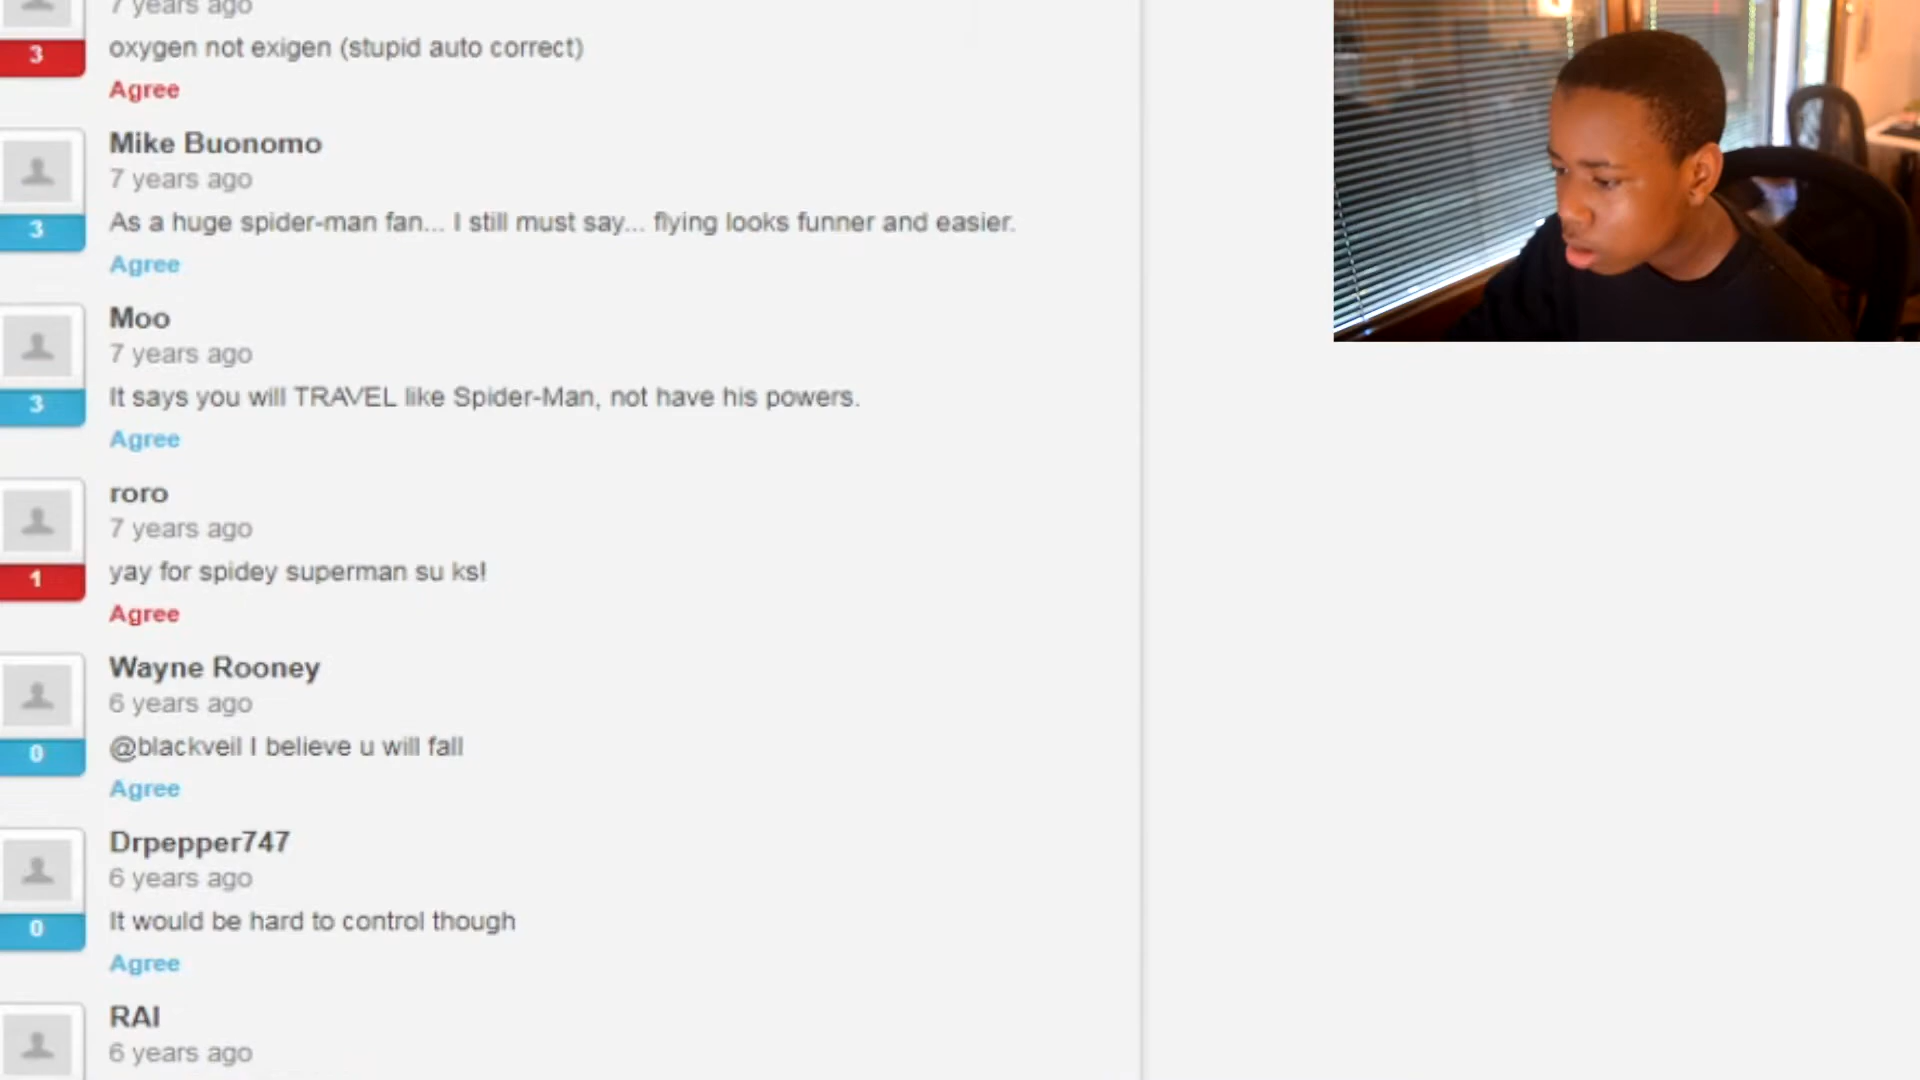 7 years ago
3
oxygen not exigen (stupid auto correct)
Agree
Mike Buonomo
7 years ago
3
As a huge spider-man fan... I still must say... flying looks funner and easier.
Agree
Moo
7 years ago
3
It says you will TRAVEL like Spider-Man, not have his powers.
Agree
roro
7 years ago
1
yay for spidey superman su ks!
Agree
Wayne Rooney
6 years ago
0
@blackveil I believe u will fall
Agree
Drpepper747
6 years ago
0
It would be hard to control though
Agree
RAI
6 years ago